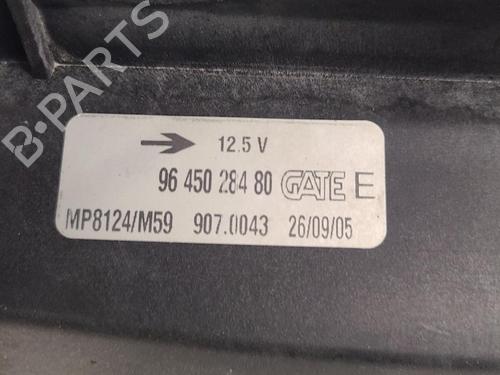 B-PARTS
→ 12.5 V
96 450 284 80 GATE E
MP8124/M59 907.0043 26/09/05